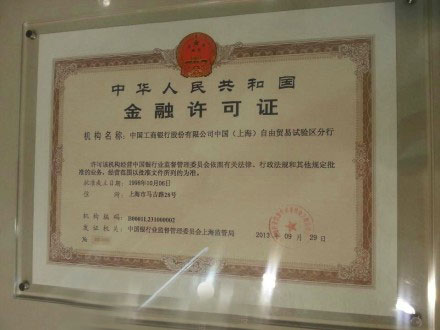 中华人民共和国
金融许可证
机构名称：中国工商银行股份有限公司中国（上海）自由贸易试验区分行
许可该机构经营中国银行业监督管理委员会依照有关法律、行政法规和其他规定批
准的业务，经营范围以批准文件所列的为准。
批准成立日期：1998年10月06日
住 所：上海市马吉路28号
机构编码：B0001L231000002
发证机关：中国银行业监督管理委员会上海监管局
2013年 09月 29日